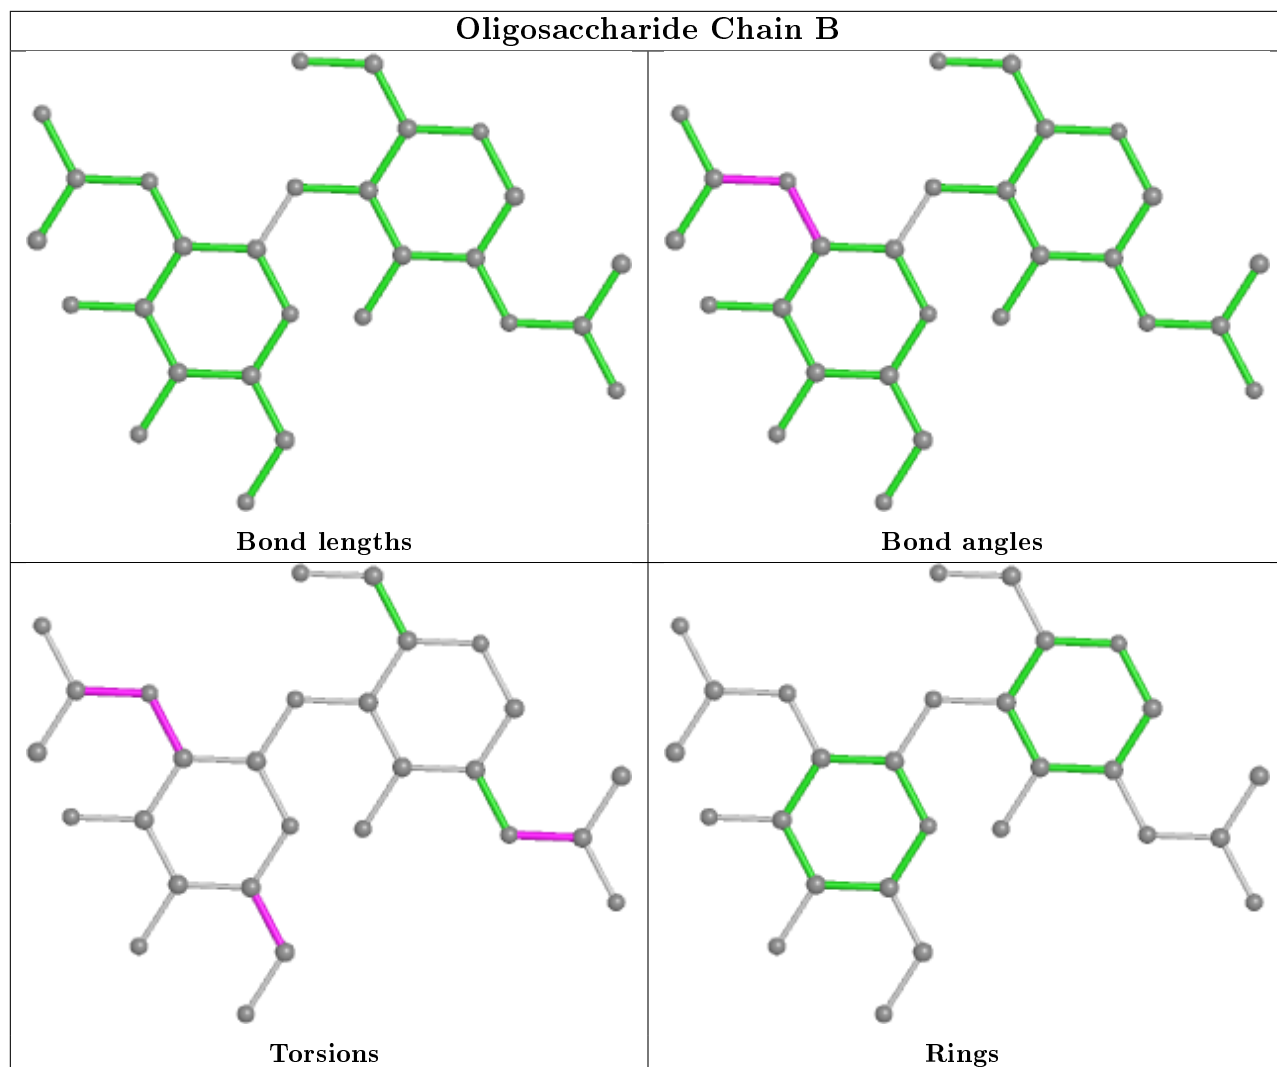 Oligosaccharide Chain B
Bond lengths
Bond angles
Torsions
Rings